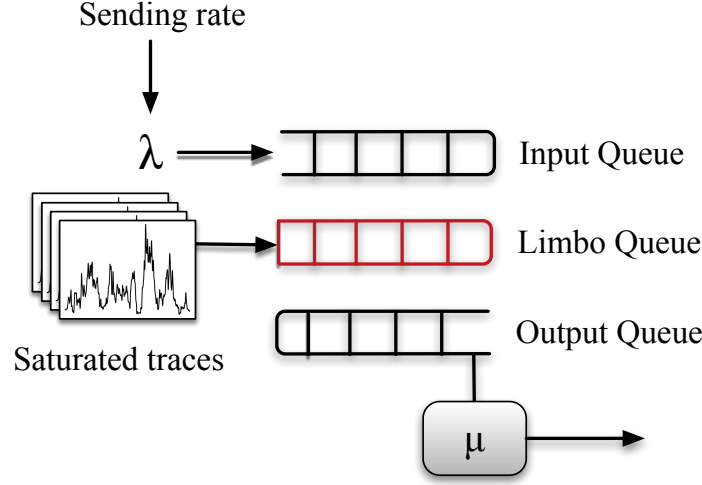 Sending rate
λ
Input Queue
Limbo Queue
Output Queue
Saturated traces
μ